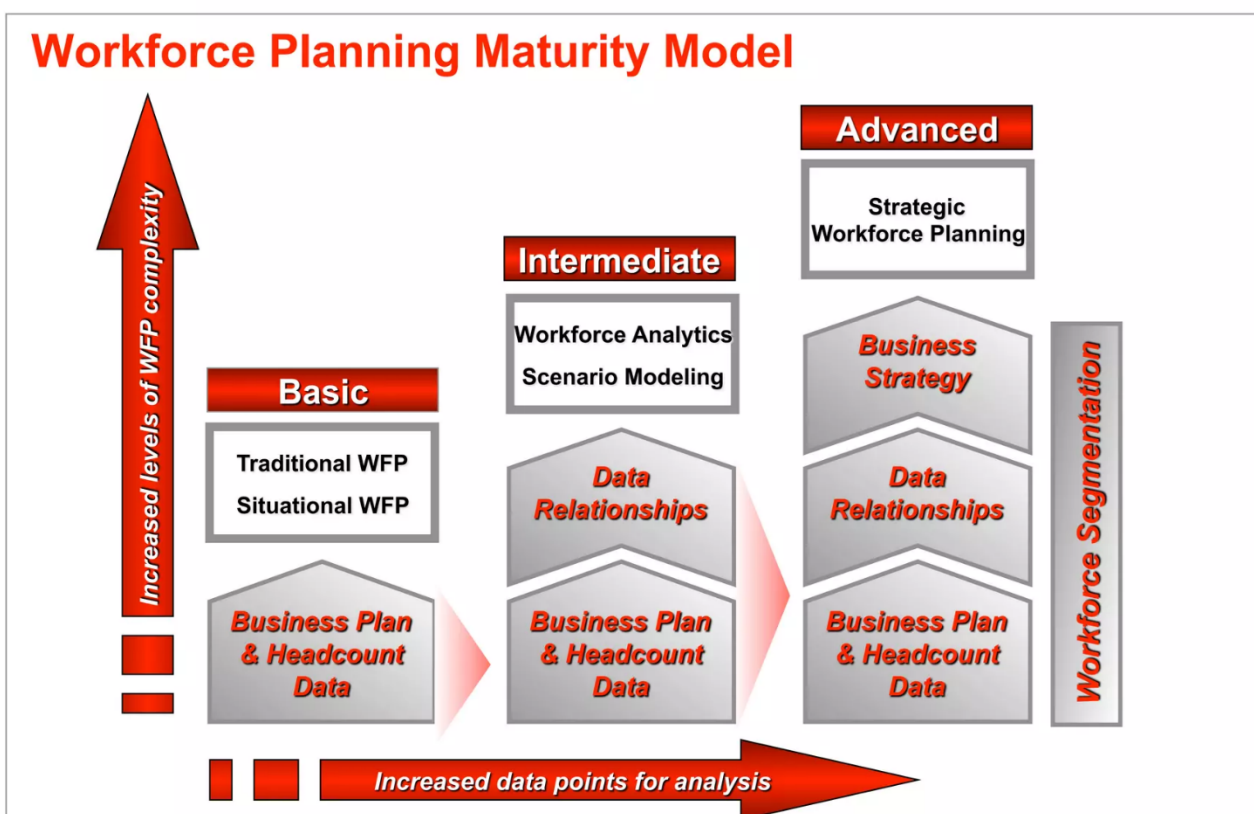 Workforce Planning Maturity Model
Increased levels of WFP complexity
Basic
Traditional WFP
Situational WFP
Business Plan
& Headcount
Data
Intermediate
Workforce Analytics
Scenario Modeling
Data
Relationships
Business Plan
& Headcount
Data
Advanced
Strategic
Workforce Planning
Business
Strategy
Data
Relationships
Business Plan
& Headcount
Data
Workforce Segmentation
Increased data points for analysis